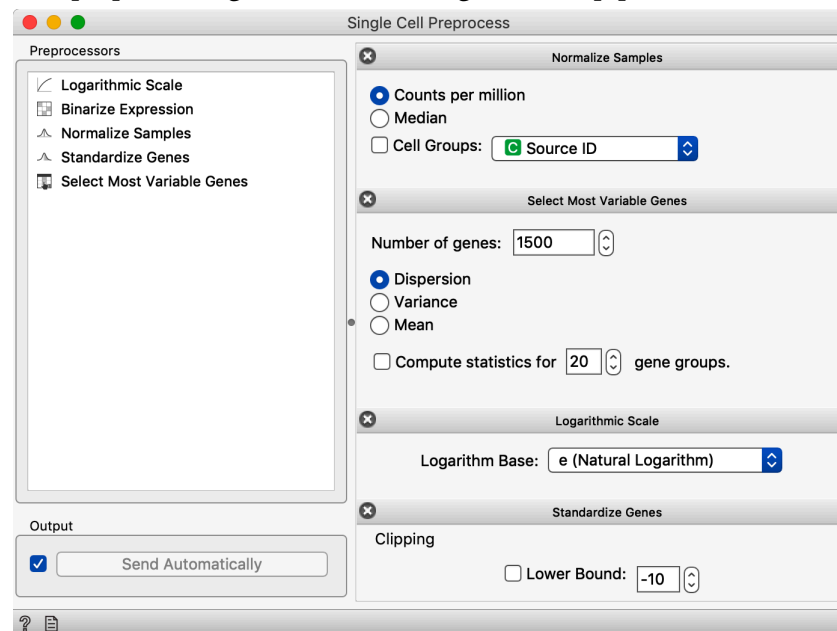 Single Cell Preprocess
Preprocessors
Logarithmic Scale
Binarize Expression
Normalize Samples
Standardize Genes
Select Most Variable Genes
Output
Send Automatically
Normalize Samples
Counts per million
Median
Cell Groups: C Source ID
Select Most Variable Genes
Number of genes: 1500
Dispersion
Variance
Mean
Compute statistics for 20 gene groups.
Logarithmic Scale
Logarithm Base: e (Natural Logarithm)
Standardize Genes
Clipping
Lower Bound: -10
?